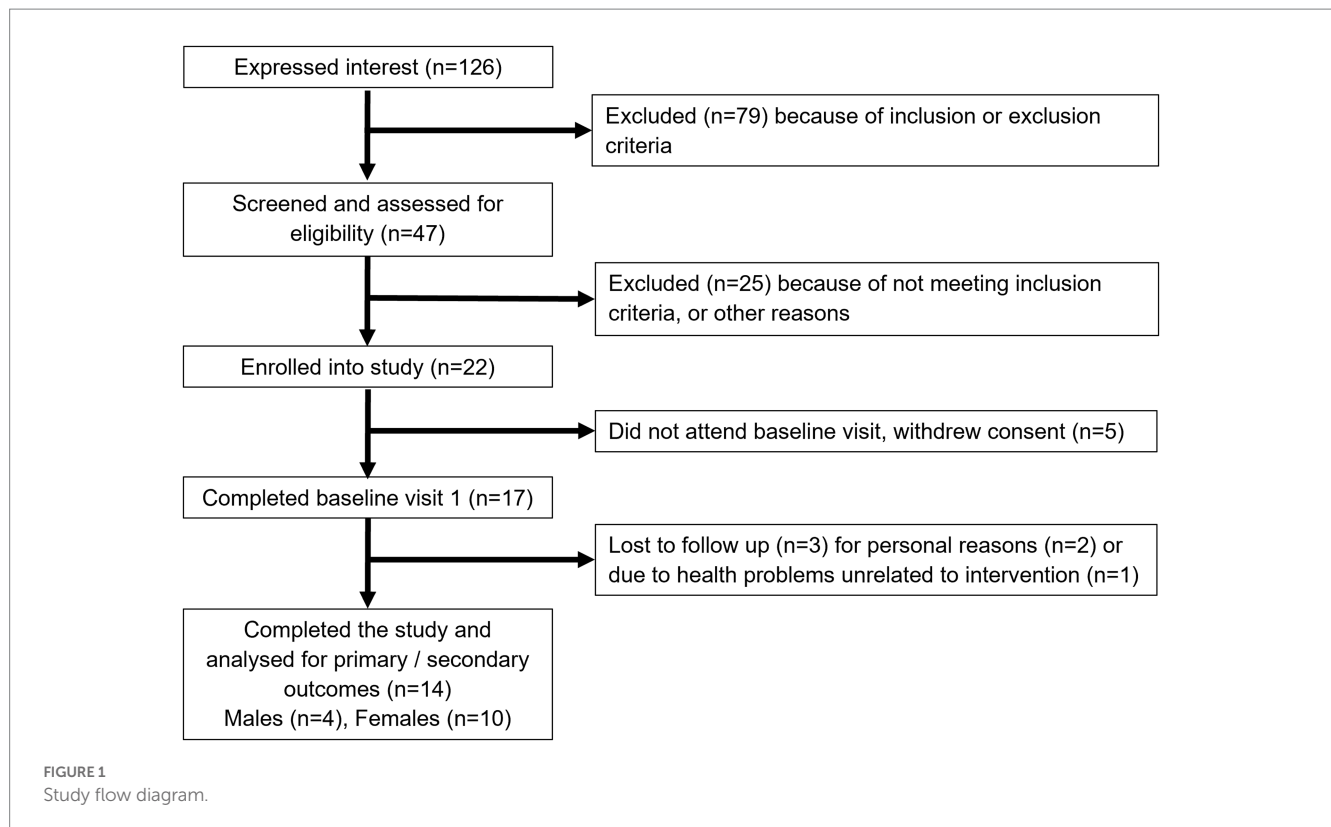 Expressed interest (n=126)
Excluded (n=79) because of inclusion or exclusion
criteria
Screened and assessed for
eligibility (n=47)
Excluded (n=25) because of not meeting inclusion
criteria, or other reasons
Enrolled into study (n=22)
Did not attend baseline visit, withdrew consent (n=5)
Completed baseline visit 1 (n=17)
Lost to follow up (n=3) for personal reasons (n=2) or
due to health problems unrelated to intervention (n=1)
Completed the study and
analysed for primary / secondary
outcomes (n=14)
Males (n=4), Females (n=10)
FIGURE 1
Study flow diagram.